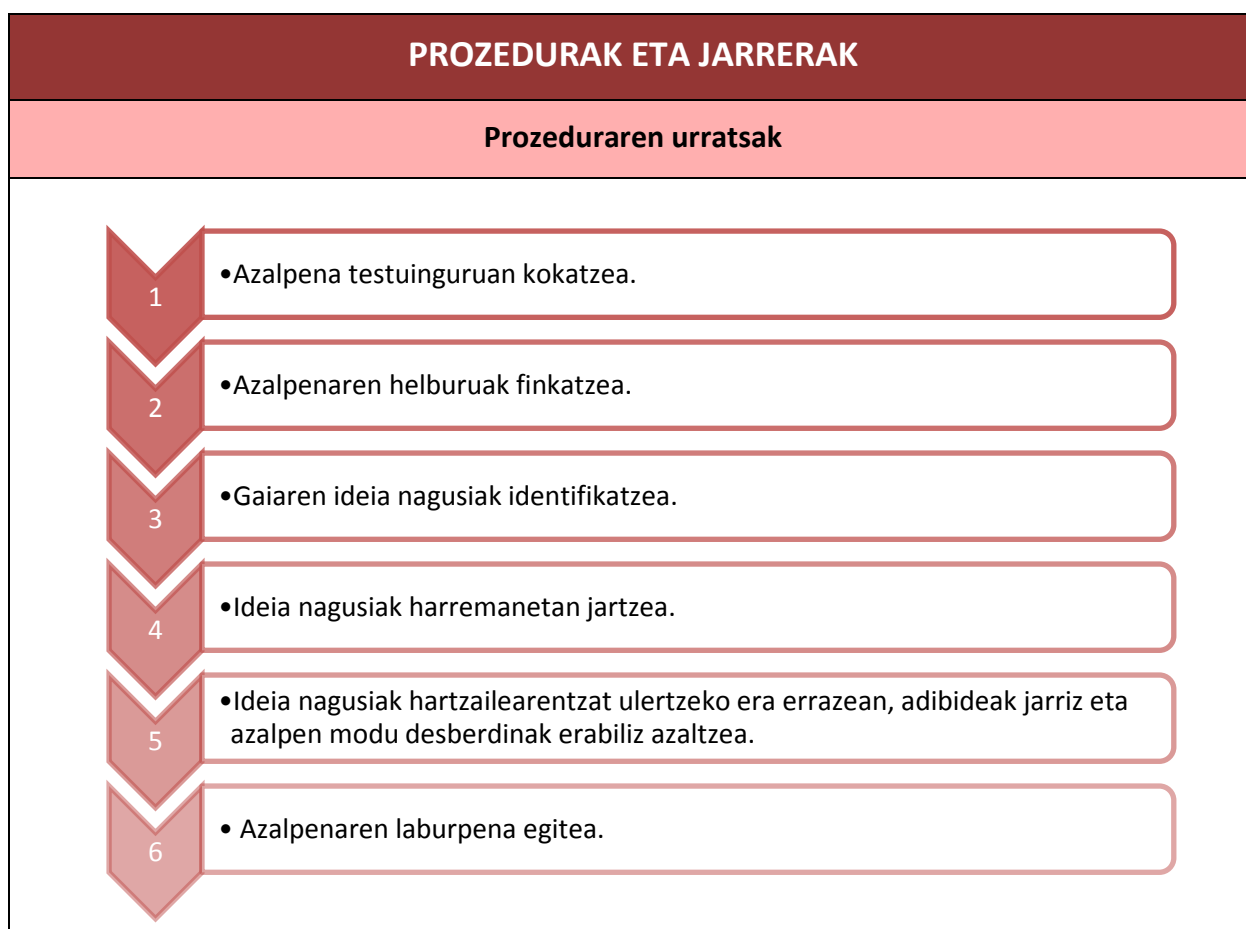 PROZEDURAK ETA JARRERAK
Prozeduraren urratsak
1
•Azalpena testuinguruan kokatzea.
2
•Azalpenaren helburuak finkatzea.
3
•Gaiaren ideia nagusiak identifikatzea.
4
•Ideia nagusiak harremanetan jartzea.
5
•Ideia nagusiak hartzailearentzat ulertzeko era errazean, adibideak jarriz eta
azalpen modu desberdinak erabiliz azaltzea.
6
• Azalpenaren laburpena egitea.